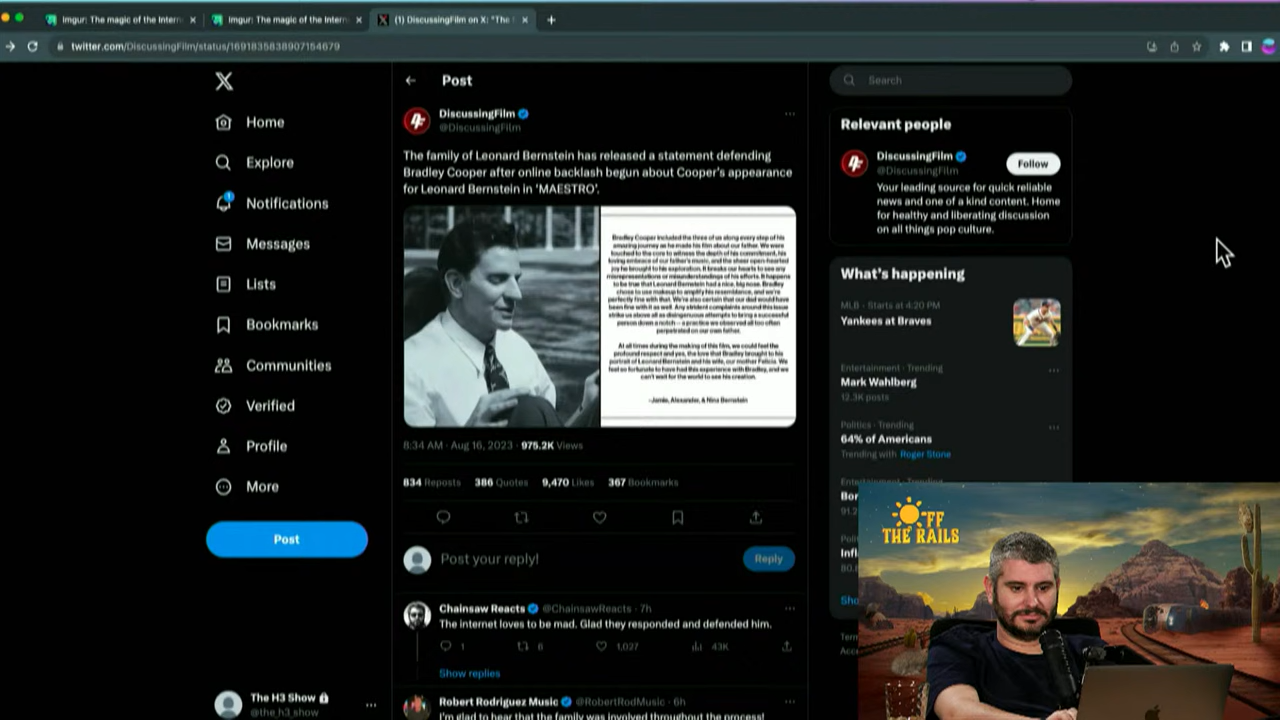 Imgur: The magic of the Intern
Imgur: The magic of the Intern
(1) DiscussingFilm on X: "The
twitter.com/DiscussingFilm/status/1691835838907154679
Post
Search
DiscussingFilm
@DiscussingFilm
The family of Leonard Bernstein has released a statement defending
Bradley Cooper after online backlash begun about Cooper's appearance
for Leonard Bernstein in 'MAESTRO'.
Bradley Cooper included the three of us along every step of his
amazing journey as he made his film about our father. We were
touched to the core to witness the depth of his commitment, his
loving embrace of our father's music, and the sheer open-hearted
joy he brought to his exploration. It breaks our hearts to see any
misrepresentations or misunderstandings of his efforts. It happens
to be true that Leonard Bernstein had a nice, big nose. Bradley
chose to use makeup to amplify his resemblance, and we're
perfectly fine with that. We're also certain that our dad would have
been fine with it as well. Any strident complaints around this issue
strike us above all as disingenuous attempts to bring a successful
person down a notch – a practice we observed all too often
perpetrated on our own father.
At all times during the making of this film, we could feel the
profound respect and yes, the love that Bradley brought to his
portrait of Leonard Bernstein and his wife, our mother Felicia. We
feel so fortunate to have had this experience with Bradley, and we
can't wait for the world to see his creation.
-Jamie, Alexander, & Nina Bernstein
8:34 AM · Aug 16, 2023 · 975.2K Views
834 Reposts 386 Quotes 9,470 Likes 367 Bookmarks
Post your reply!
Reply
Chainsaw Reacts @ChainsawReacts · 7h
The internet loves to be mad. Glad they responded and defended him.
1 8 1,027 43K
Show replies
Robert Rodriguez Music @RobertRodMusic · 6h
I'm glad to hear that the family was involved throughout the process!
X
Home
Explore
1
Notifications
Messages
Lists
Bookmarks
Communities
Verified
Profile
More
Post
The H3 Show
@the_h3_show
Relevant people
DiscussingFilm
@DiscussingFilm
Follow
Your leading source for quick reliable
news and one of a kind content. Home
for healthy and liberating discussion
on all things pop culture.
What's happening
MLB · Starts at 4:20 PM
Yankees at Braves
Entertainment · Trending
Mark Wahlberg
12.3K posts
Politics · Trending
64% of Americans
Trending with Roger Stone
OFF
THE RAILS